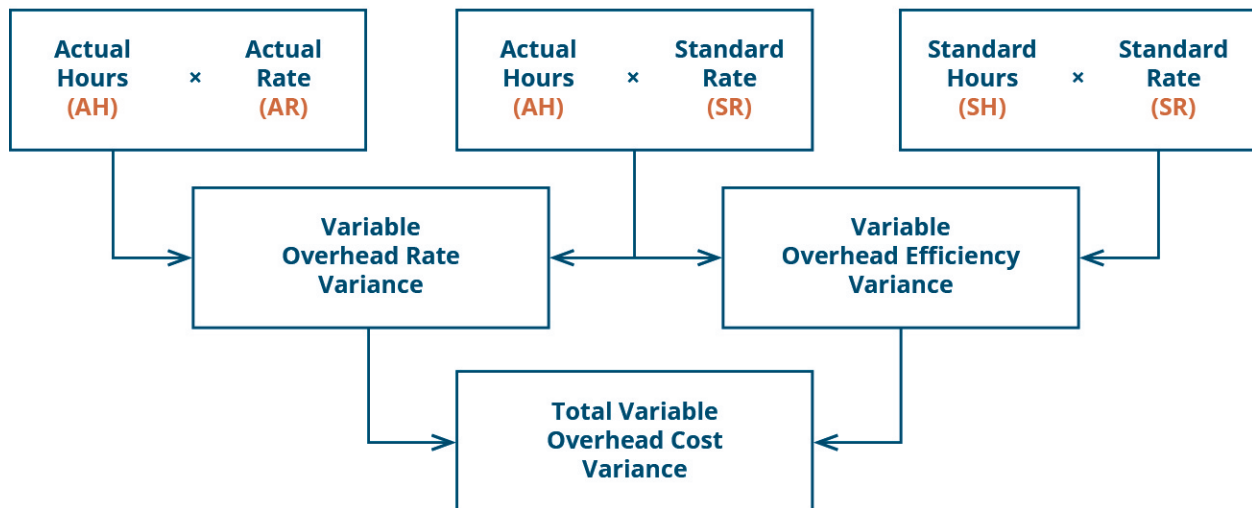 Actual
Hours
(AH)
×
Actual
Rate
(AR)
Actual
Hours
(AH)
×
Standard
Rate
(SR)
Standard
Hours
(SH)
×
Standard
Rate
(SR)
Variable
Overhead Rate
Variance
Variable
Overhead Efficiency
Variance
Total Variable
Overhead Cost
Variance